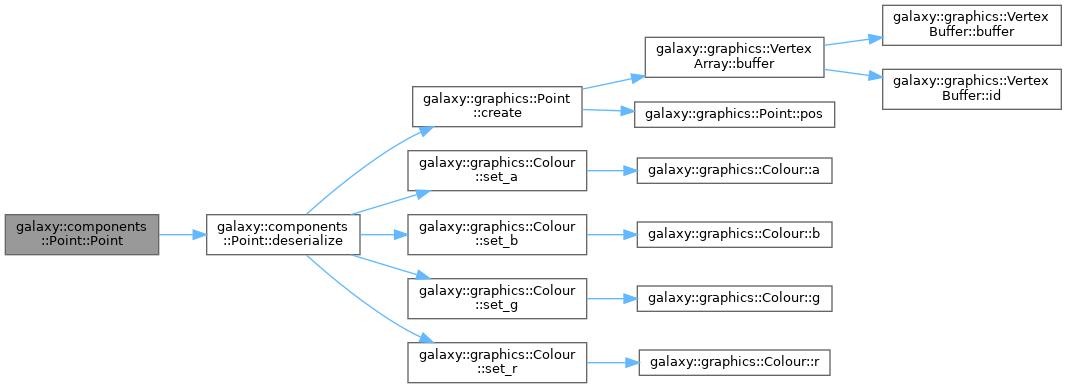 galaxy::components
::Point::Point
galaxy::components
::Point::deserialize
galaxy::graphics::Point
::create
galaxy::graphics::Vertex
Array::buffer
galaxy::graphics::Vertex
Buffer::buffer
galaxy::graphics::Vertex
Buffer::id
galaxy::graphics::Point::pos
galaxy::graphics::Colour
::set_a
galaxy::graphics::Colour::a
galaxy::graphics::Colour
::set_b
galaxy::graphics::Colour::b
galaxy::graphics::Colour
::set_g
galaxy::graphics::Colour::g
galaxy::graphics::Colour
::set_r
galaxy::graphics::Colour::r